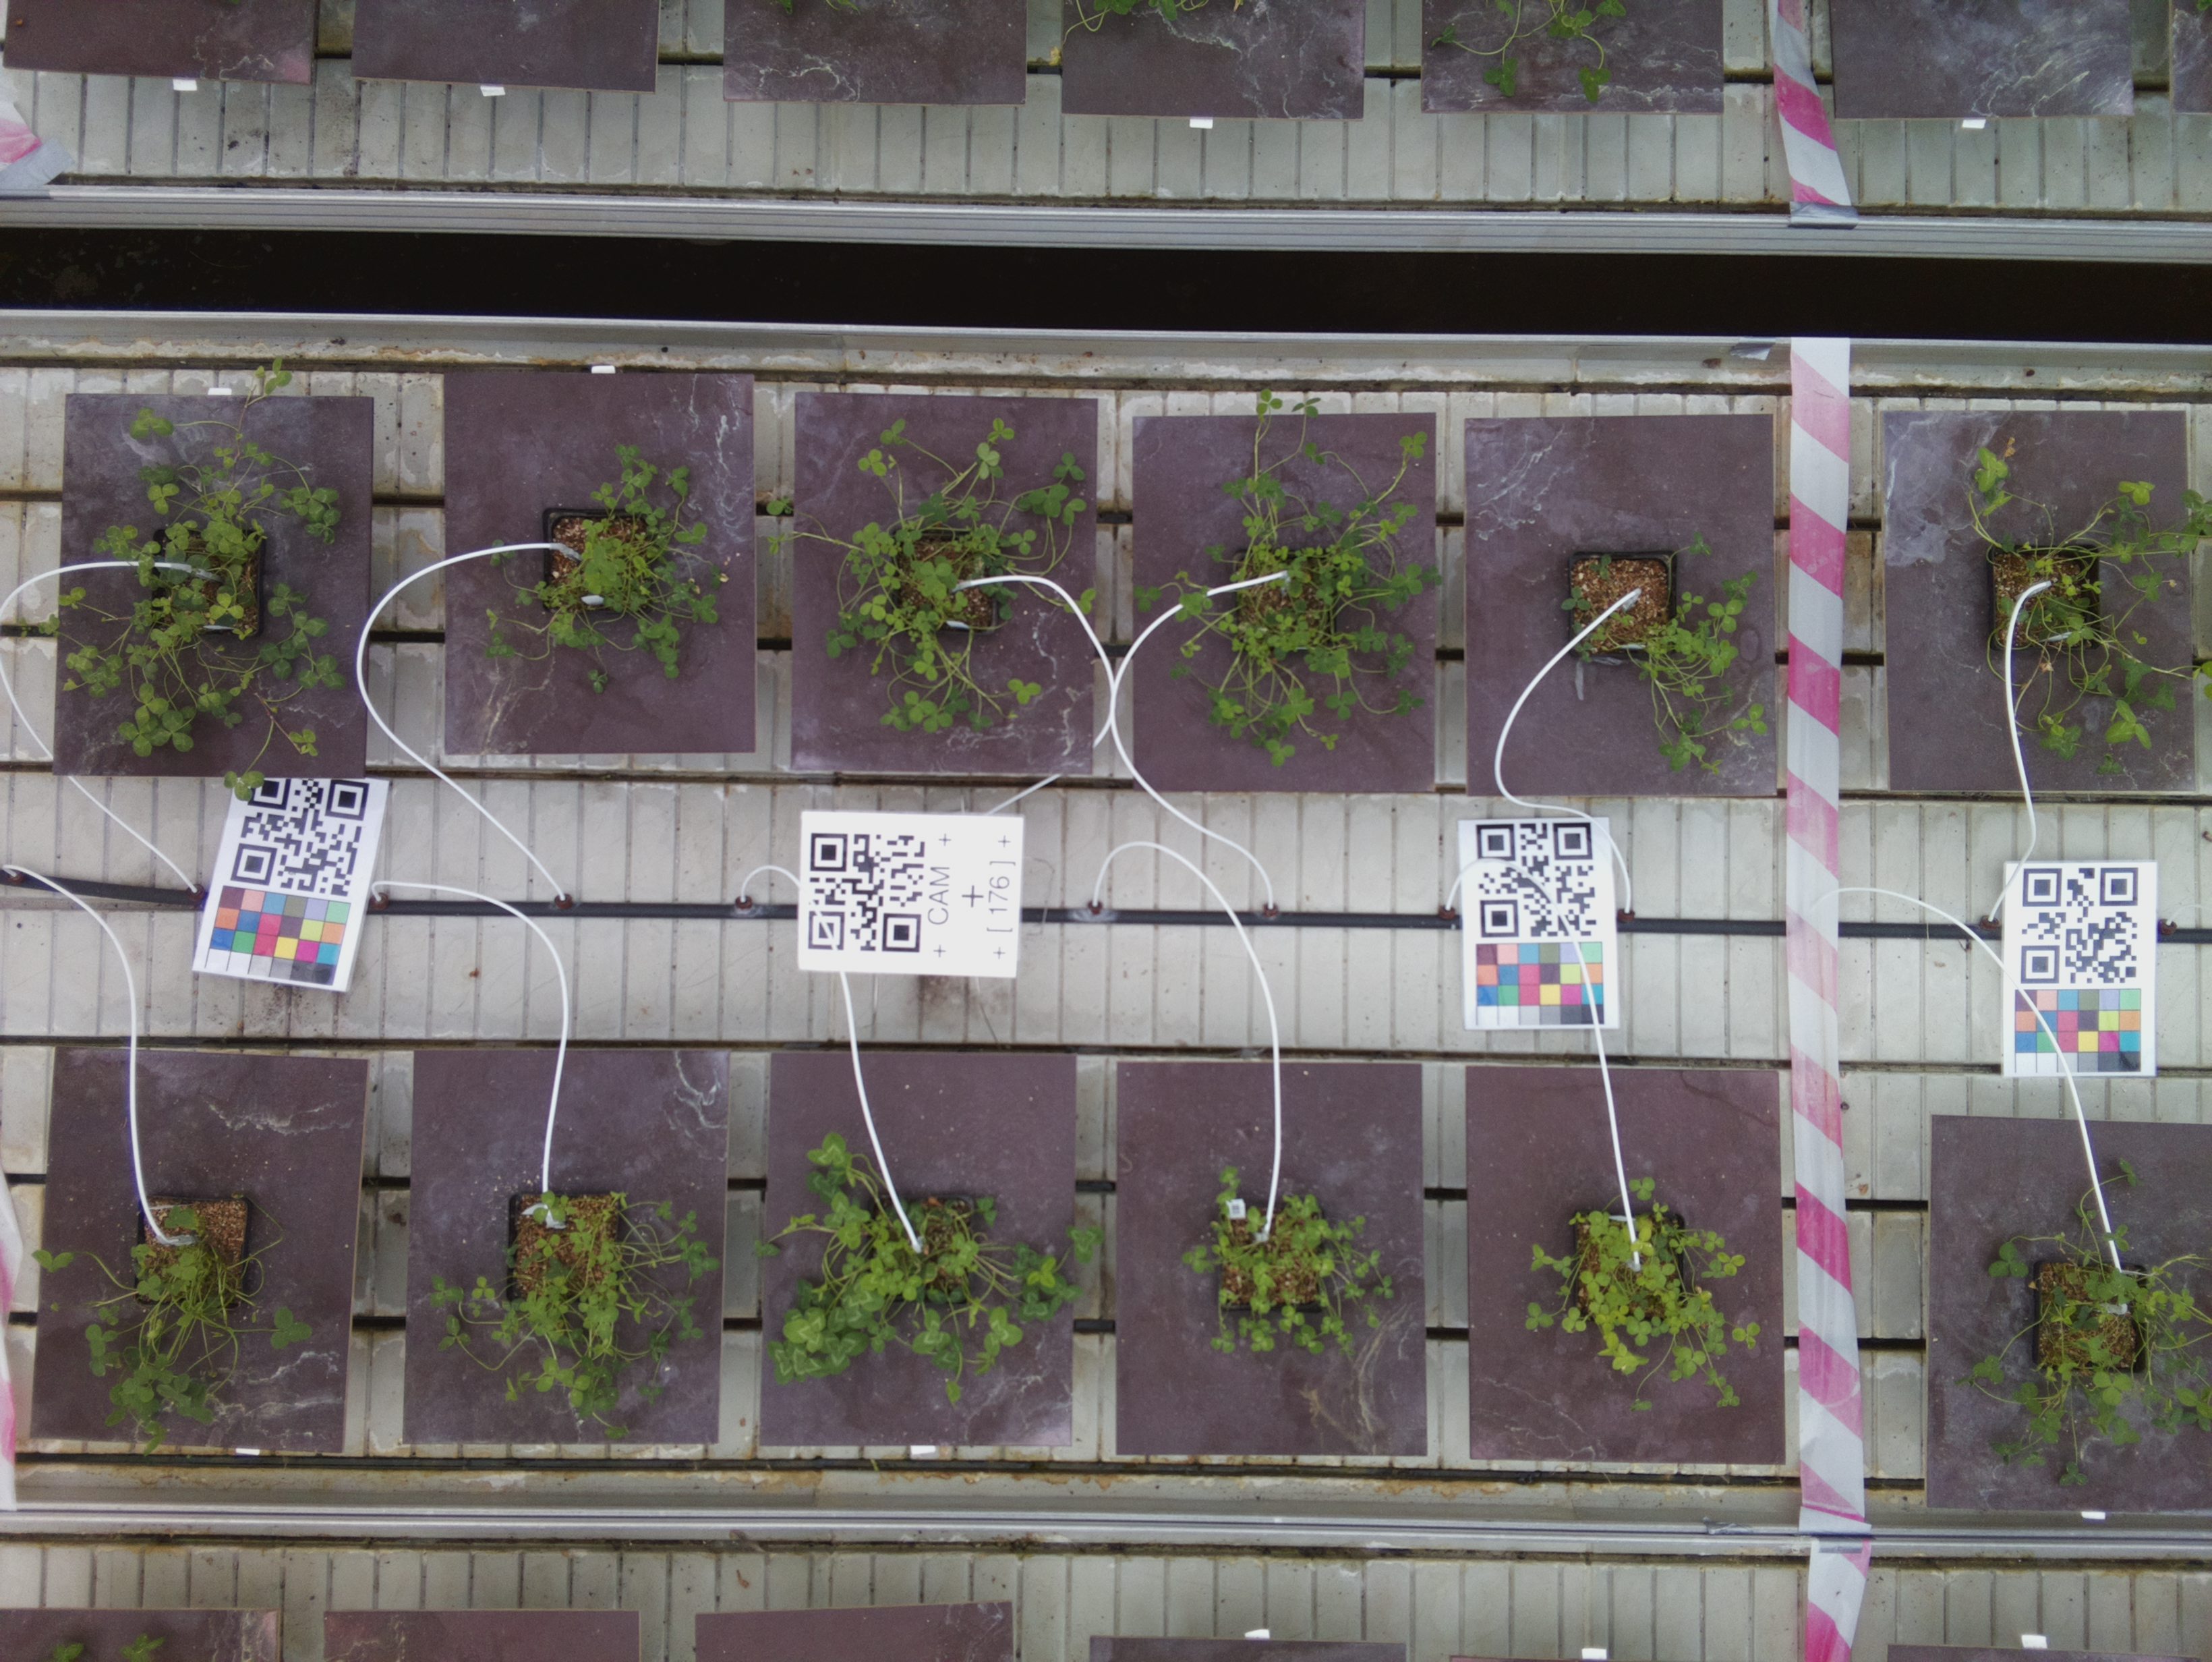 + CAM +
+
+ [176] +